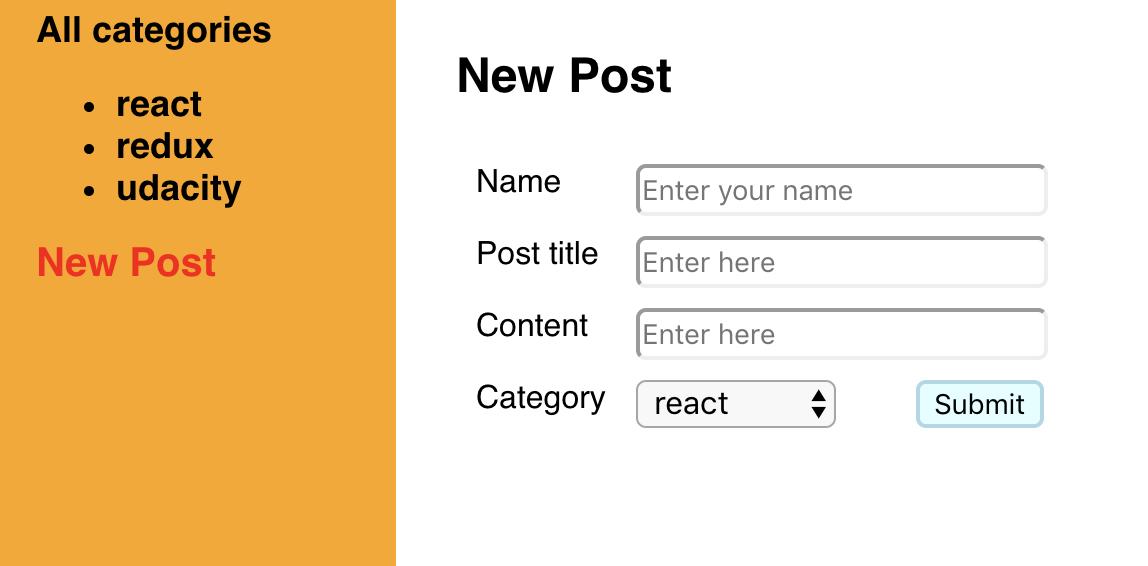 All categories
react
redux
udacity
New Post
New Post
Name Enter your name
Post title Enter here
Content Enter here
Category react Submit